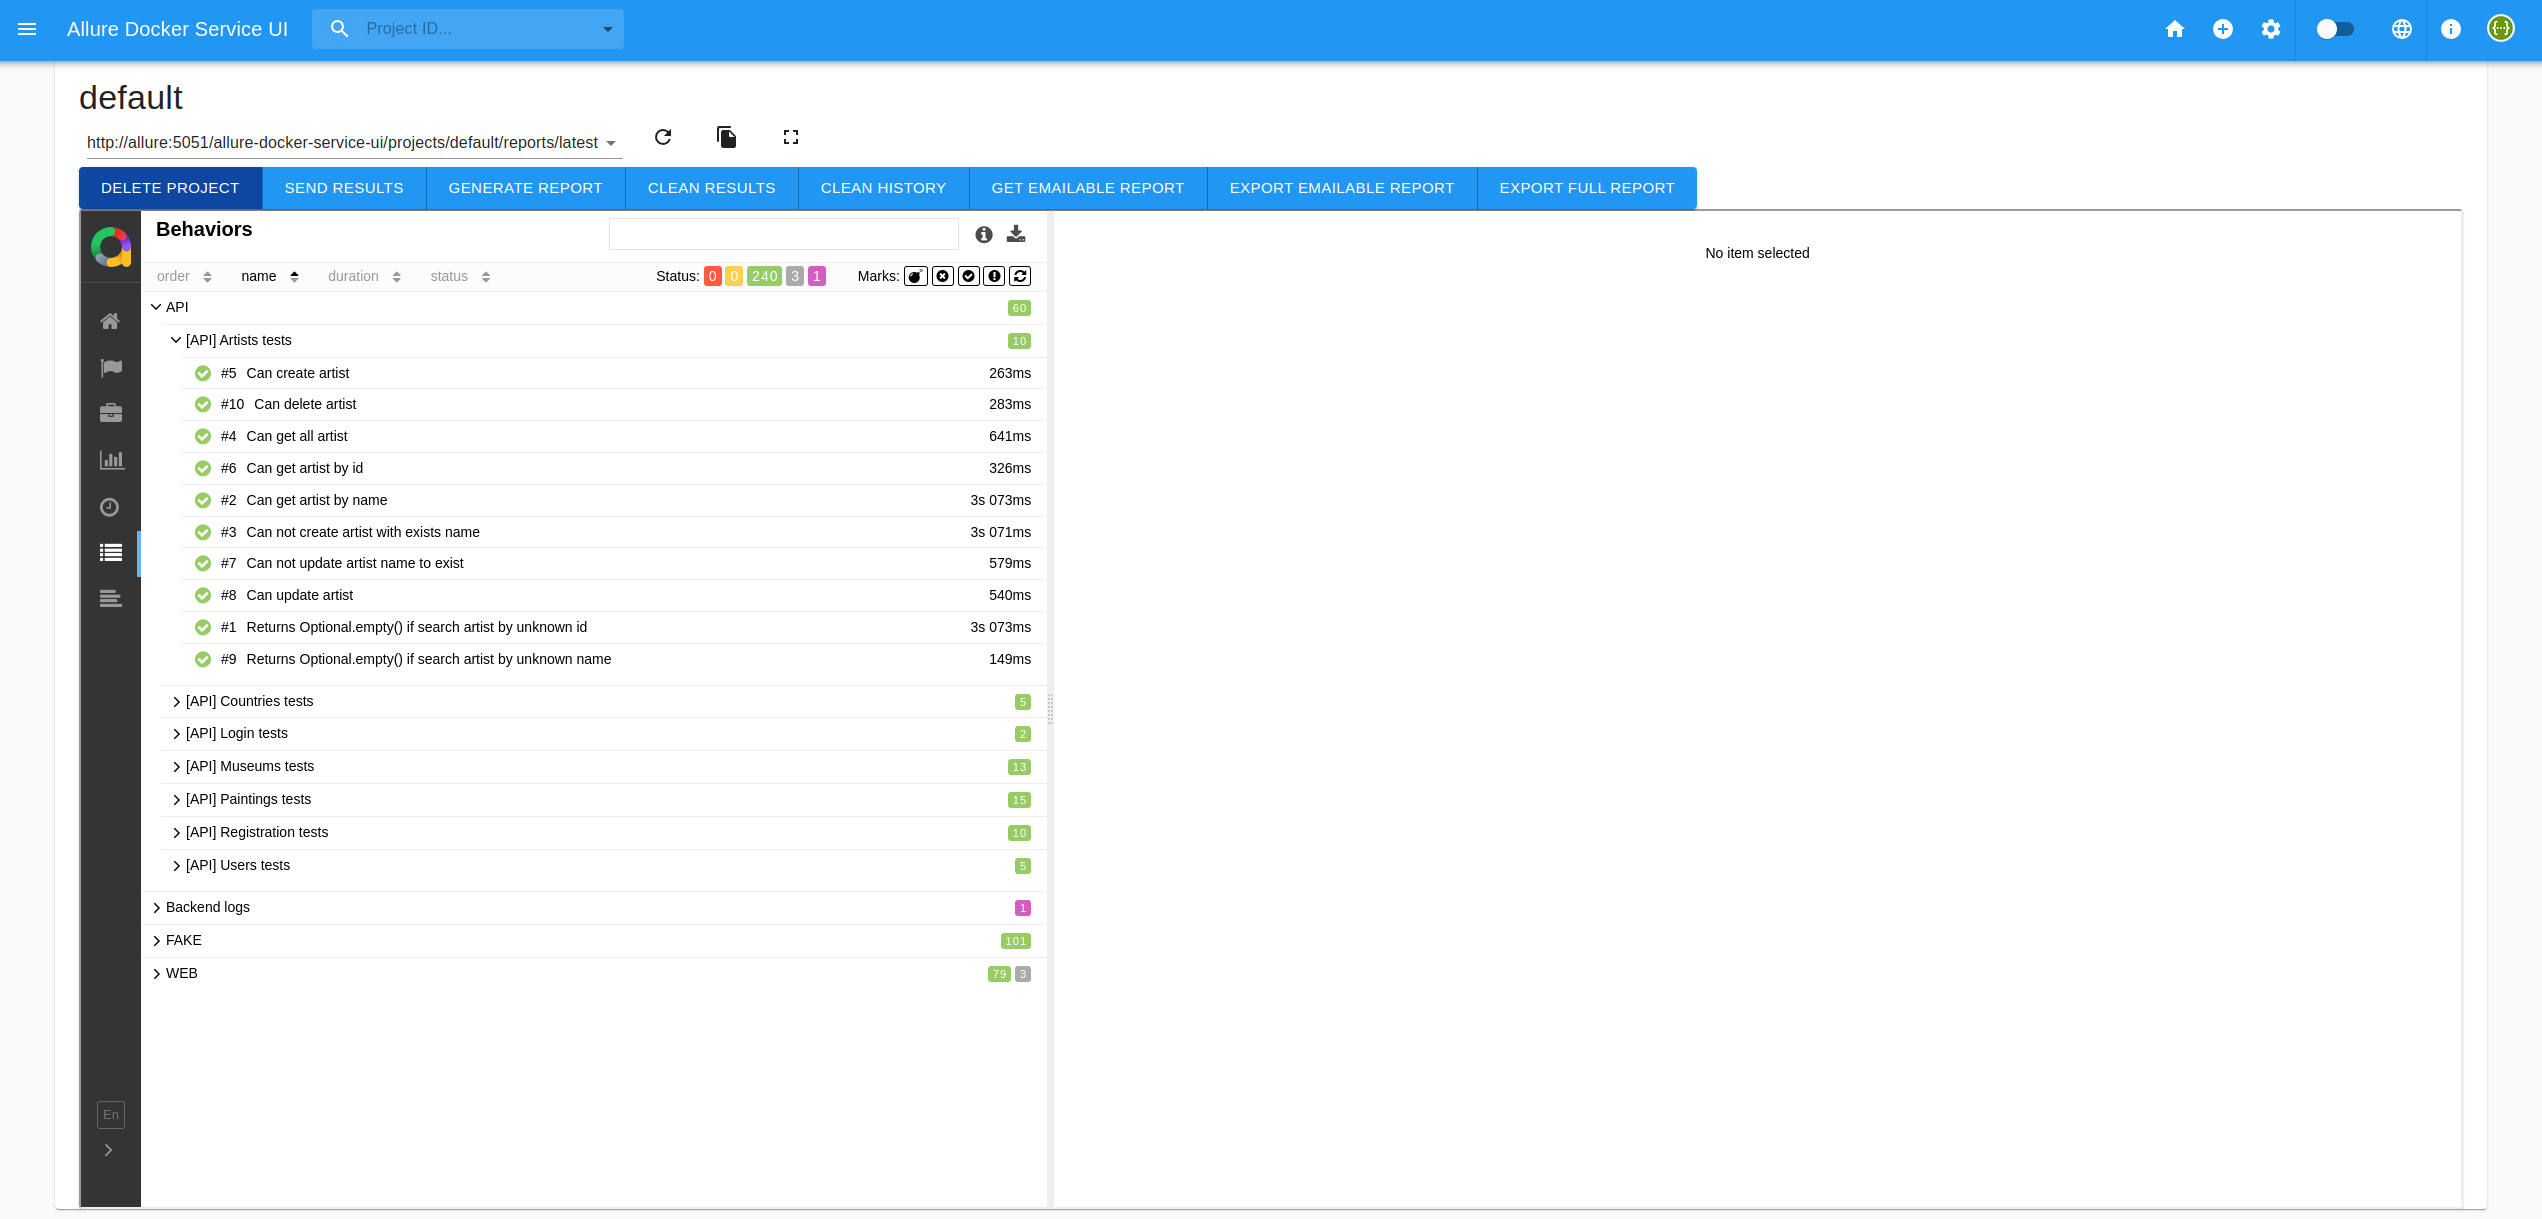 Allure Docker Service UI Project ID...
default
http://allure:5051/allure-docker-service-ui/projects/default/reports/latest
DELETE PROJECT SEND RESULTS GENERATE REPORT CLEAN RESULTS CLEAN HISTORY GET EMAILABLE REPORT EXPORT EMAILABLE REPORT EXPORT FULL REPORT
Behaviors
No item selected
order name duration status Status: 0 0 240 3 1 Marks:
API 60
[API] Artists tests 10
#5 Can create artist 263ms
#10 Can delete artist 283ms
#4 Can get all artist 641ms
#6 Can get artist by id 326ms
#2 Can get artist by name 3s 073ms
#3 Can not create artist with exists name 3s 071ms
#7 Can not update artist name to exist 579ms
#8 Can update artist 540ms
#1 Returns Optional.empty() if search artist by unknown id 3s 073ms
#9 Returns Optional.empty() if search artist by unknown name 149ms
[API] Countries tests 5
[API] Login tests 2
[API] Museums tests 13
[API] Paintings tests 15
[API] Registration tests 10
[API] Users tests 5
Backend logs 1
FAKE 101
WEB 79 3
En